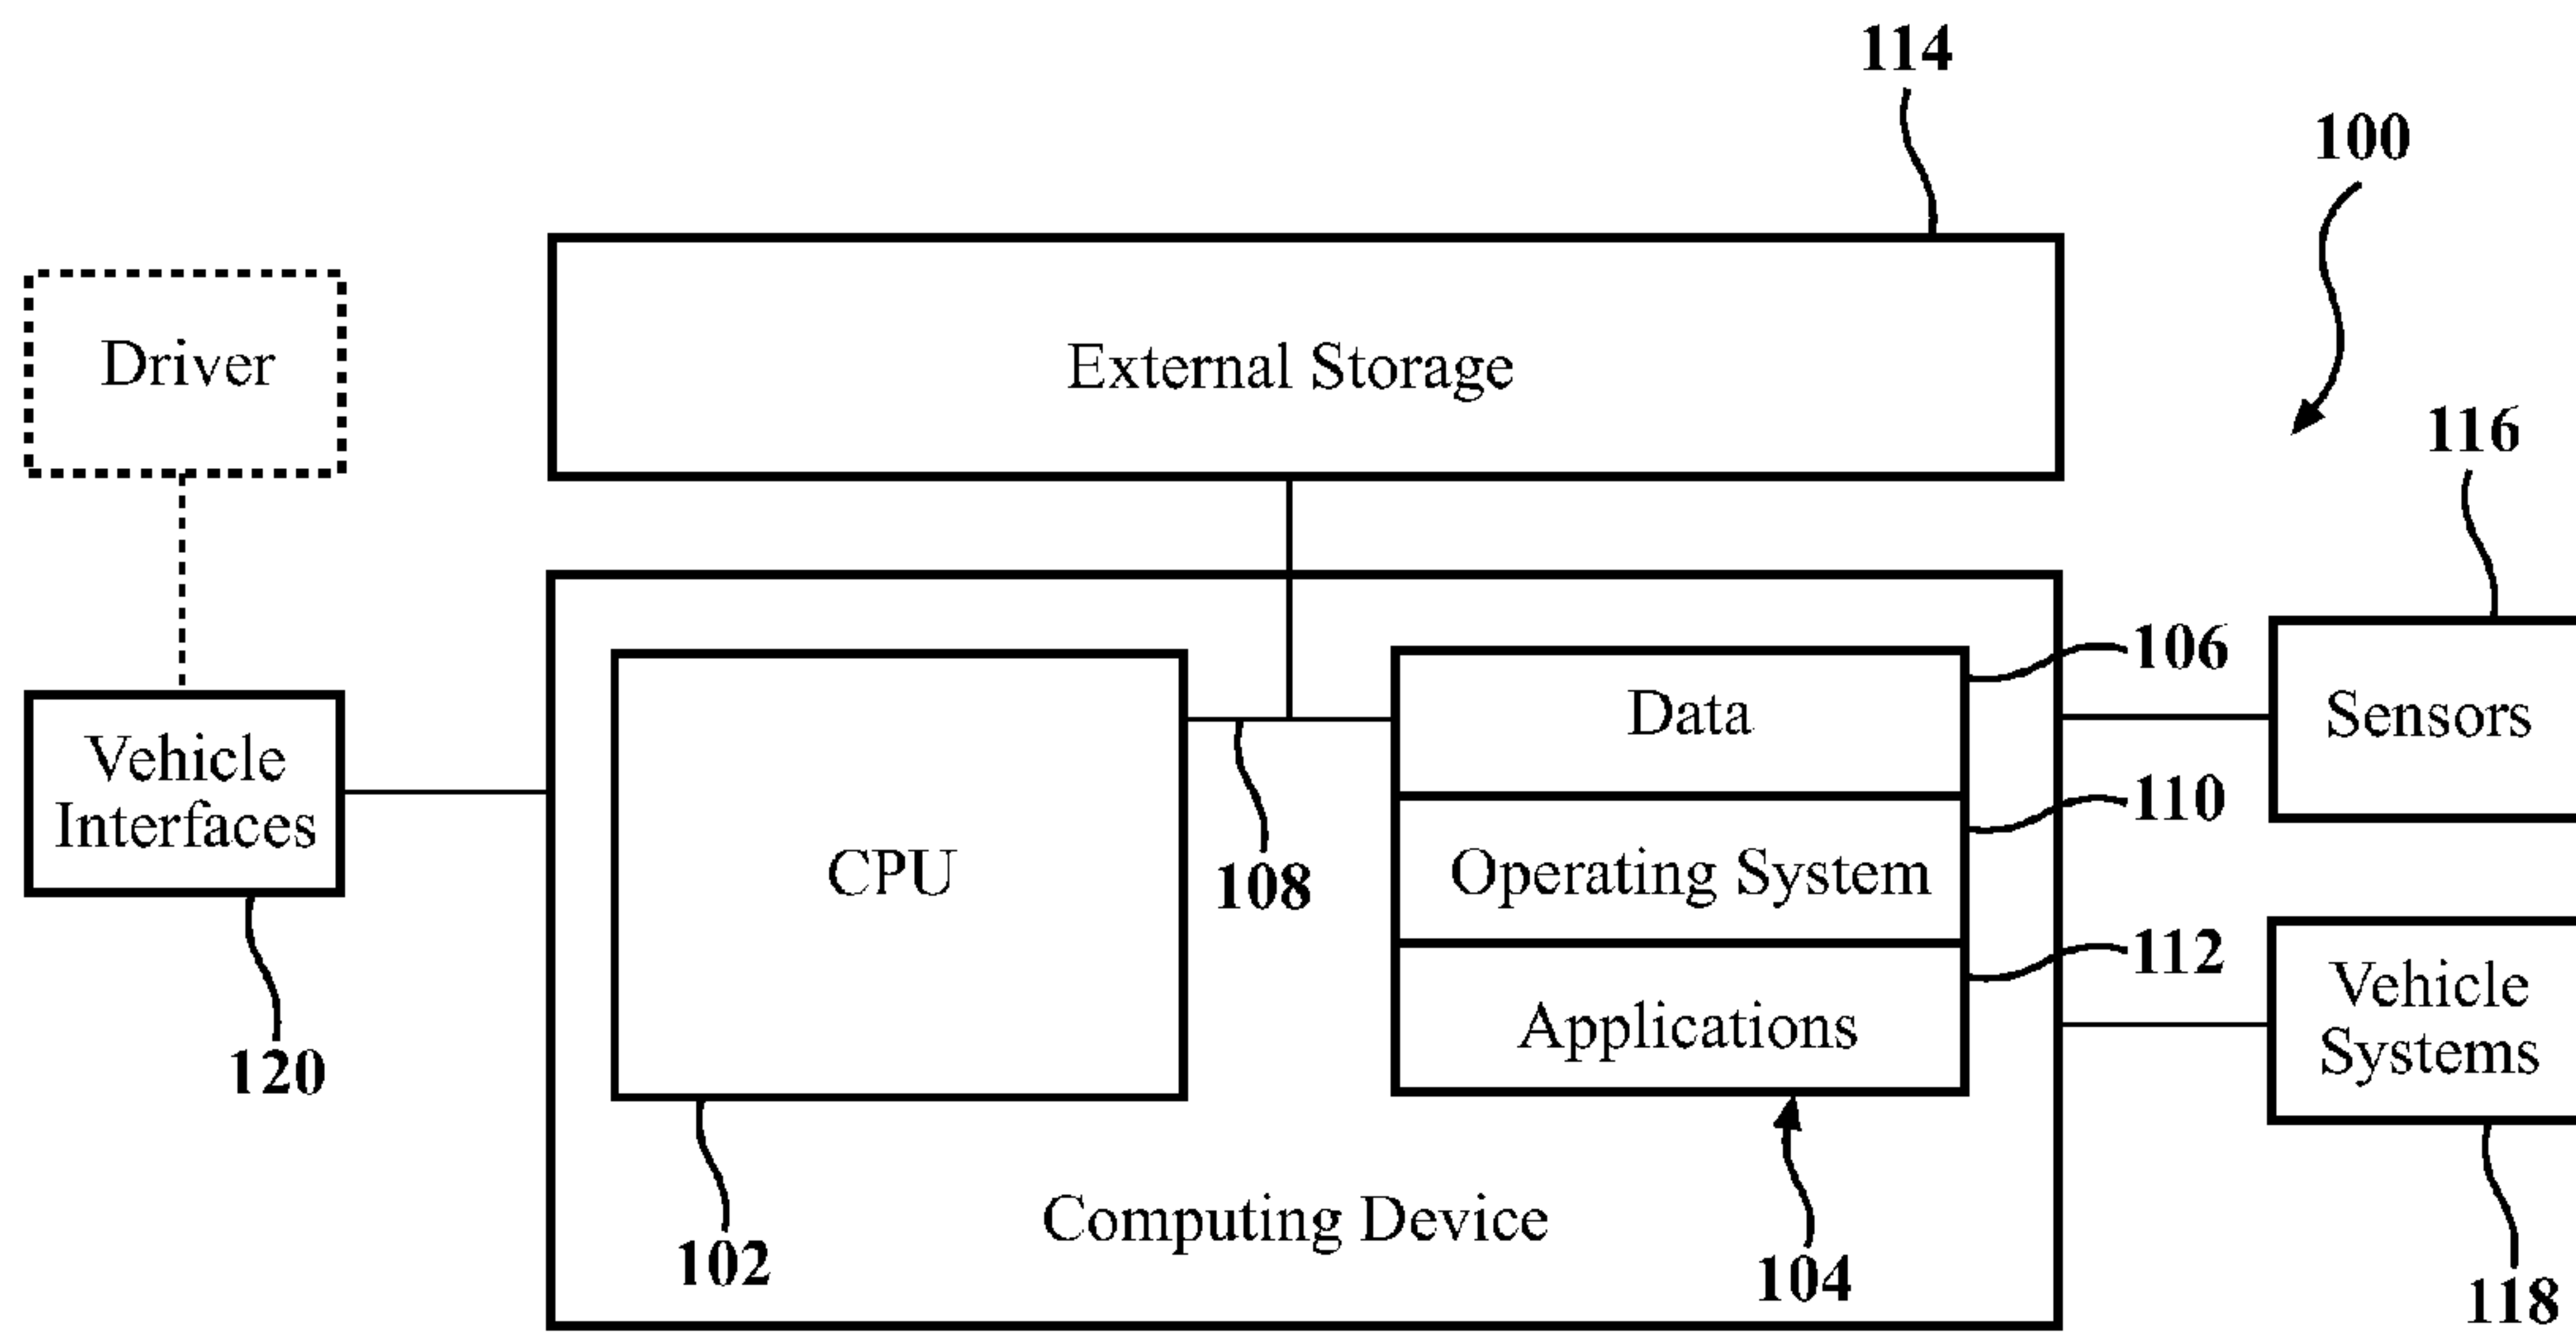 114
100
Driver
External Storage
116
106
Data
Sensors
Vehicle
Interfaces
110
CPU
108
Operating System
112
Vehicle
Systems
Applications
120
Computing Device
102
104
118